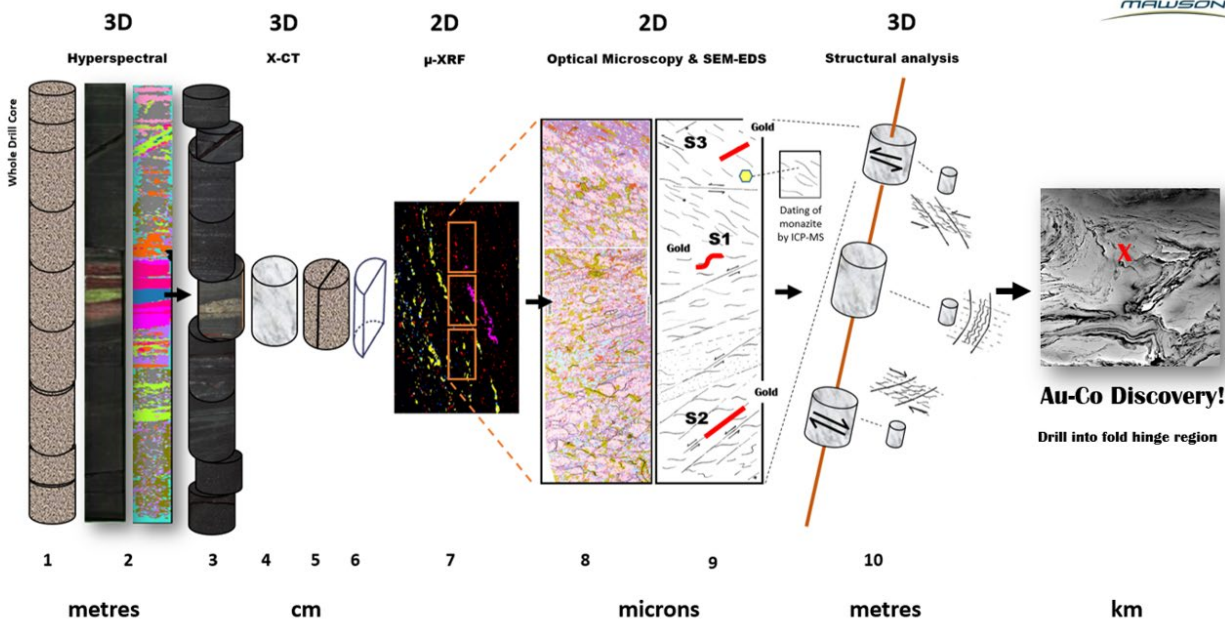 3D
3D
2D
2D
3D
MAWSON
Hyperspectral
X-CT
µ-XRF
Optical Microscopy & SEM-EDS
Structural analysis
Whole Drill Core
S3
Gold
Dating of
monazite
by ICP-MS
Gold
S1
Gold
S2
X
Au-Co Discovery!
Drill into fold hinge region
1
2
3
4
5
6
7
8
9
10
metres
cm
microns
metres
km